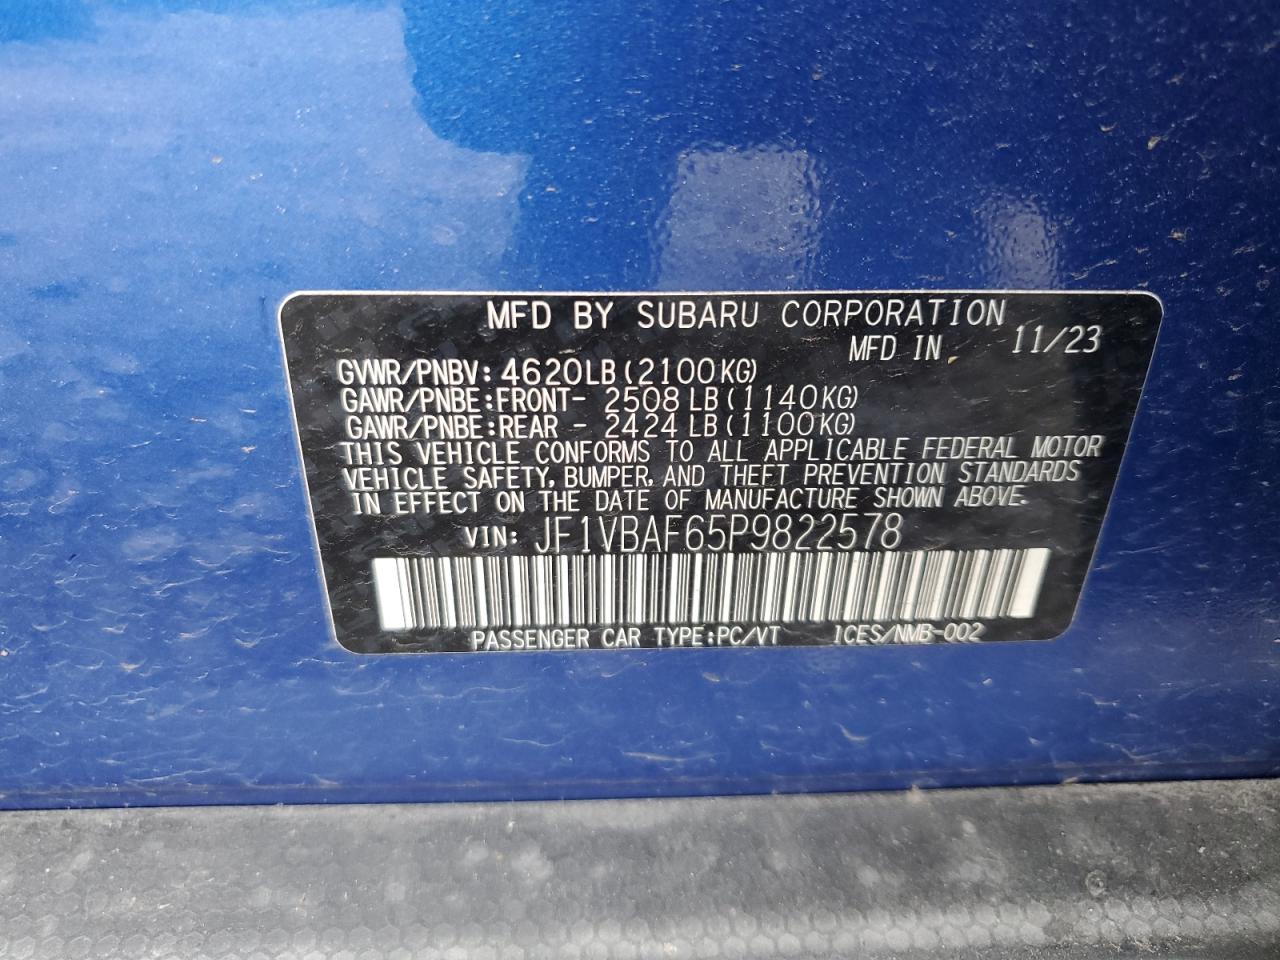 MFD BY SUBARU CORPORATION
MFD IN 11/23
GVWR/PNBV: 4620LB (2100KG)
GAWR/PNBE:FRONT- 2508 LB (1140KG)
GAWR/PNBE:REAR - 2424 LB (1100KG)
THIS VEHICLE CONFORMS TO ALL APPLICABLE FEDERAL MOTOR
VEHICLE SAFETY, BUMPER, AND THEFT PREVENTION STANDARDS
IN EFFECT ON THE DATE OF MANUFACTURE SHOWN ABOVE.
VIN: JF1VBAF65P9822578
PASSENGER CAR TYPE:PC/VT ICES/NMB-002